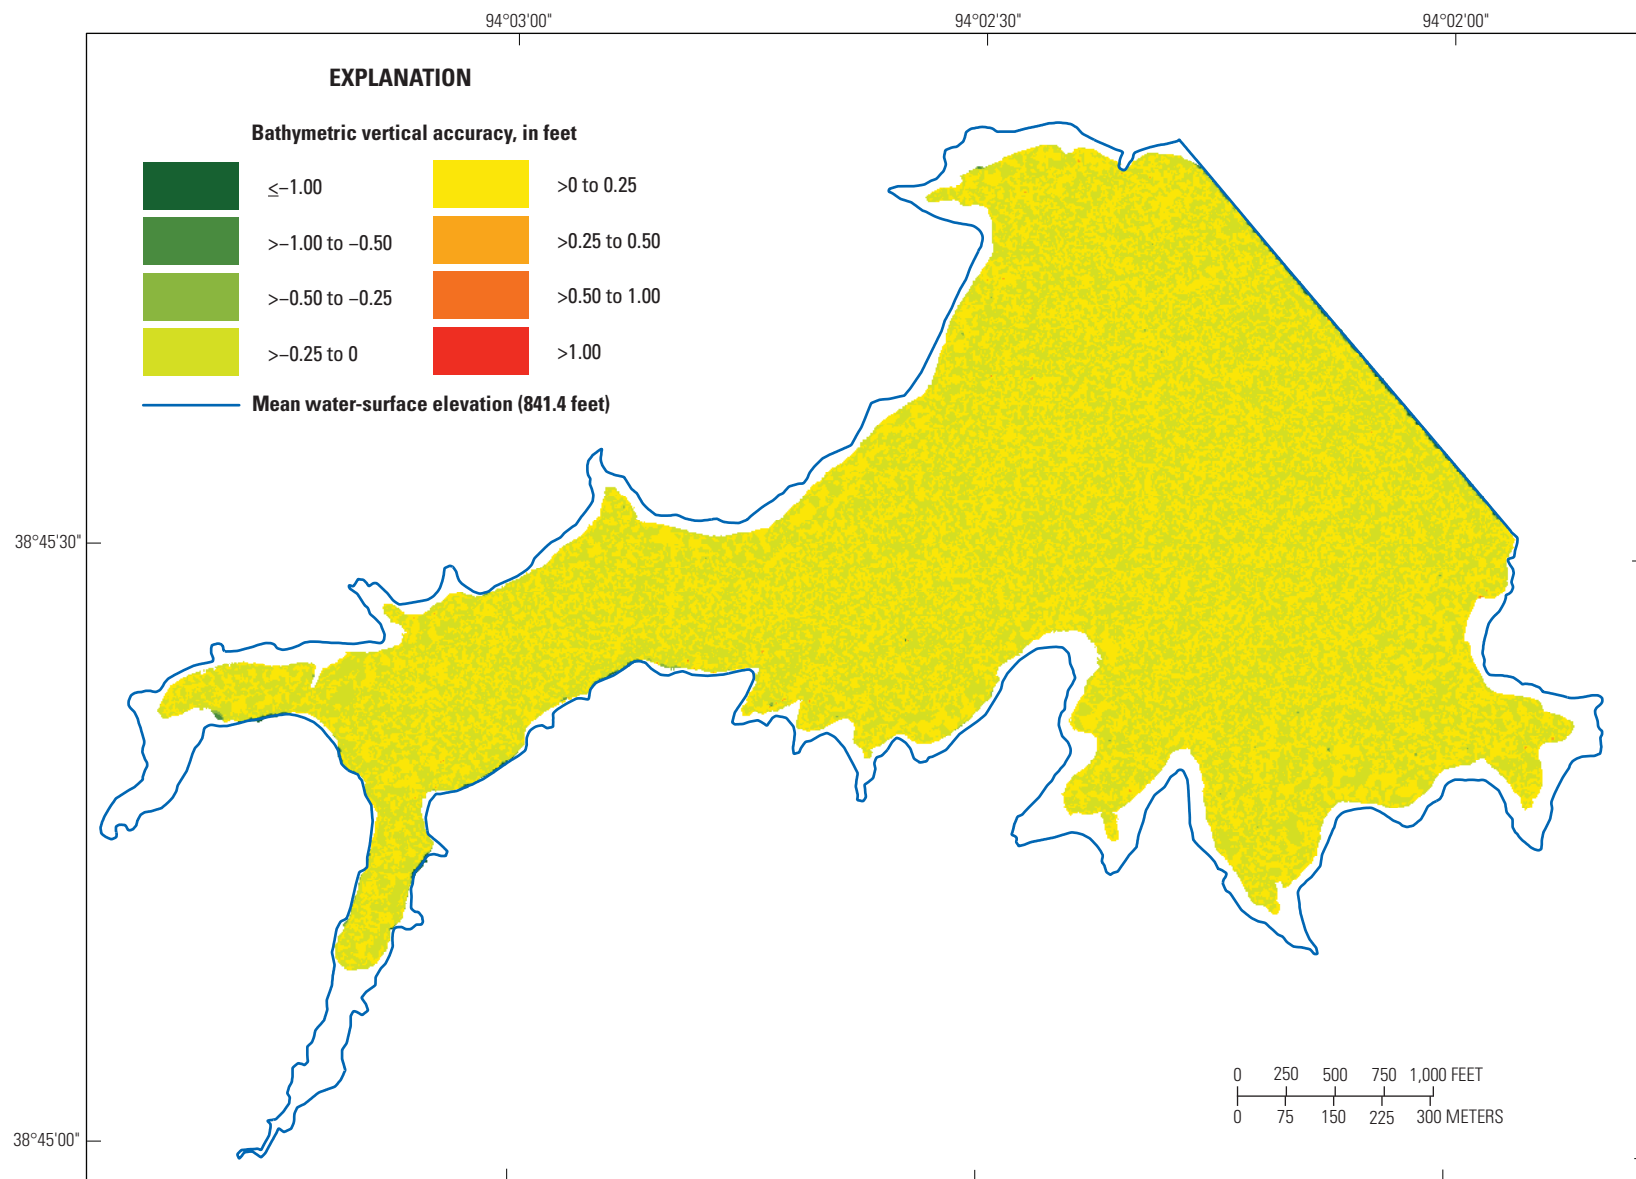 94°03'00" 94°02'30" 94°02'00"
EXPLANATION
Bathymetric vertical accuracy, in feet
≤−1.00 >0 to 0.25
>−1.00 to −0.50 >0.25 to 0.50
>−0.50 to −0.25 >0.50 to 1.00
>−0.25 to 0 >1.00
Mean water-surface elevation (841.4 feet)
38°45'30"
0 250 500 750 1,000 FEET
0 75 150 225 300 METERS
38°45'00"